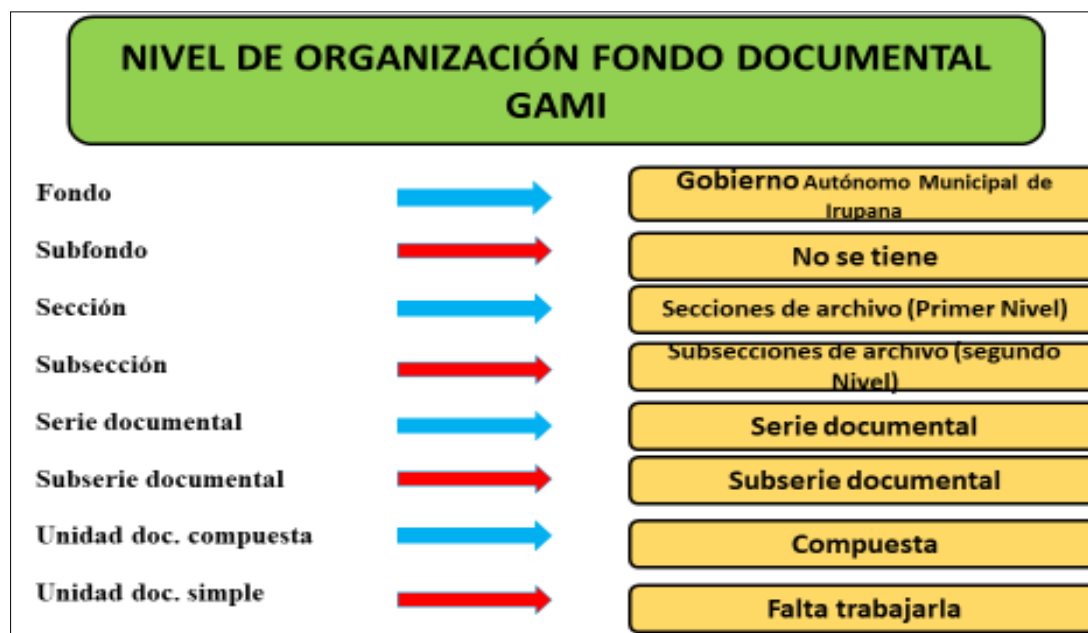 NIVEL DE ORGANIZACIÓN FONDO DOCUMENTAL
GAMI
Fondo
Gobierno Autónomo Municipal de
Irupana
Subfondo
No se tiene
Sección
Secciones de archivo (Primer Nivel)
Subsección
Subsecciones de archivo (segundo
Nivel)
Serie documental
Serie documental
Subserie documental
Subserie documental
Unidad doc. compuesta
Compuesta
Unidad doc. simple
Falta trabajarla